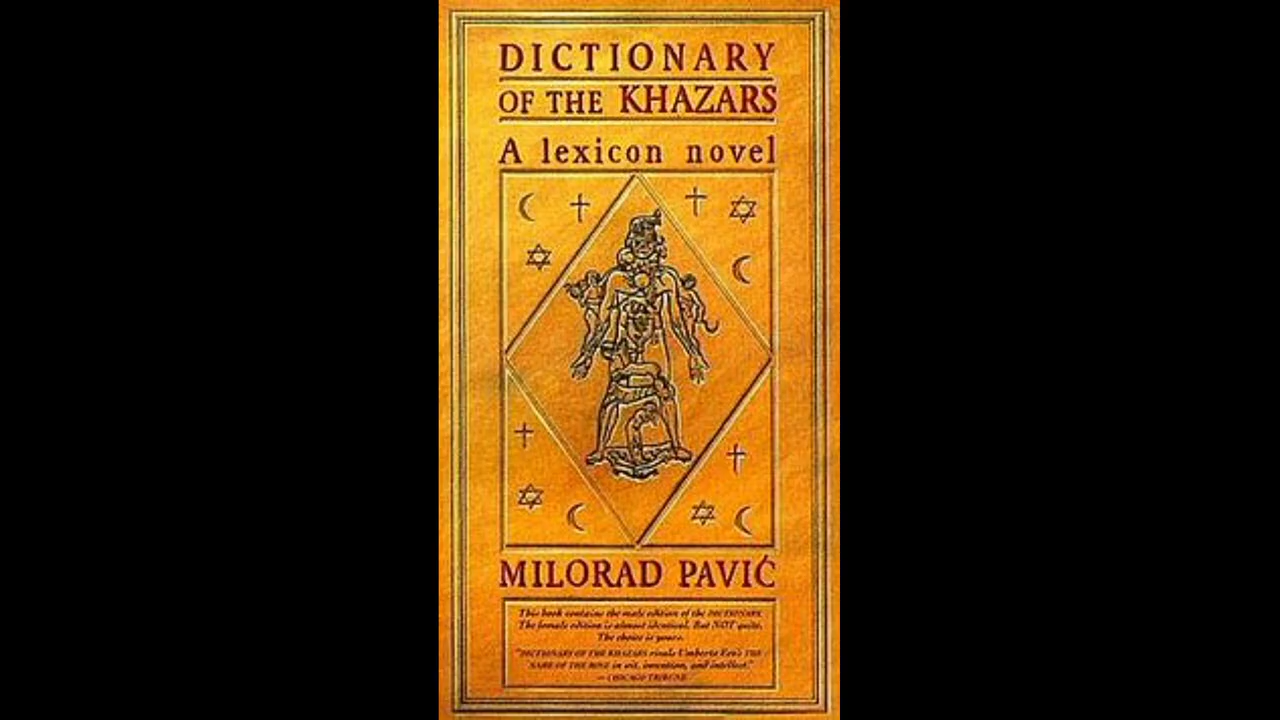 DICTIONARY
OF THE KHAZARS
A lexicon novel
MILORAD PAVIĆ
This book contains the male edition of the DICTIONARY.
The female edition is almost identical. But NOT quite.
The choice is yours.
"DICTIONARY OF THE KHAZARS rivals Umberto Eco's THE
NAME OF THE ROSE in wit, invention, and intellect."
—CHICAGO TRIBUNE